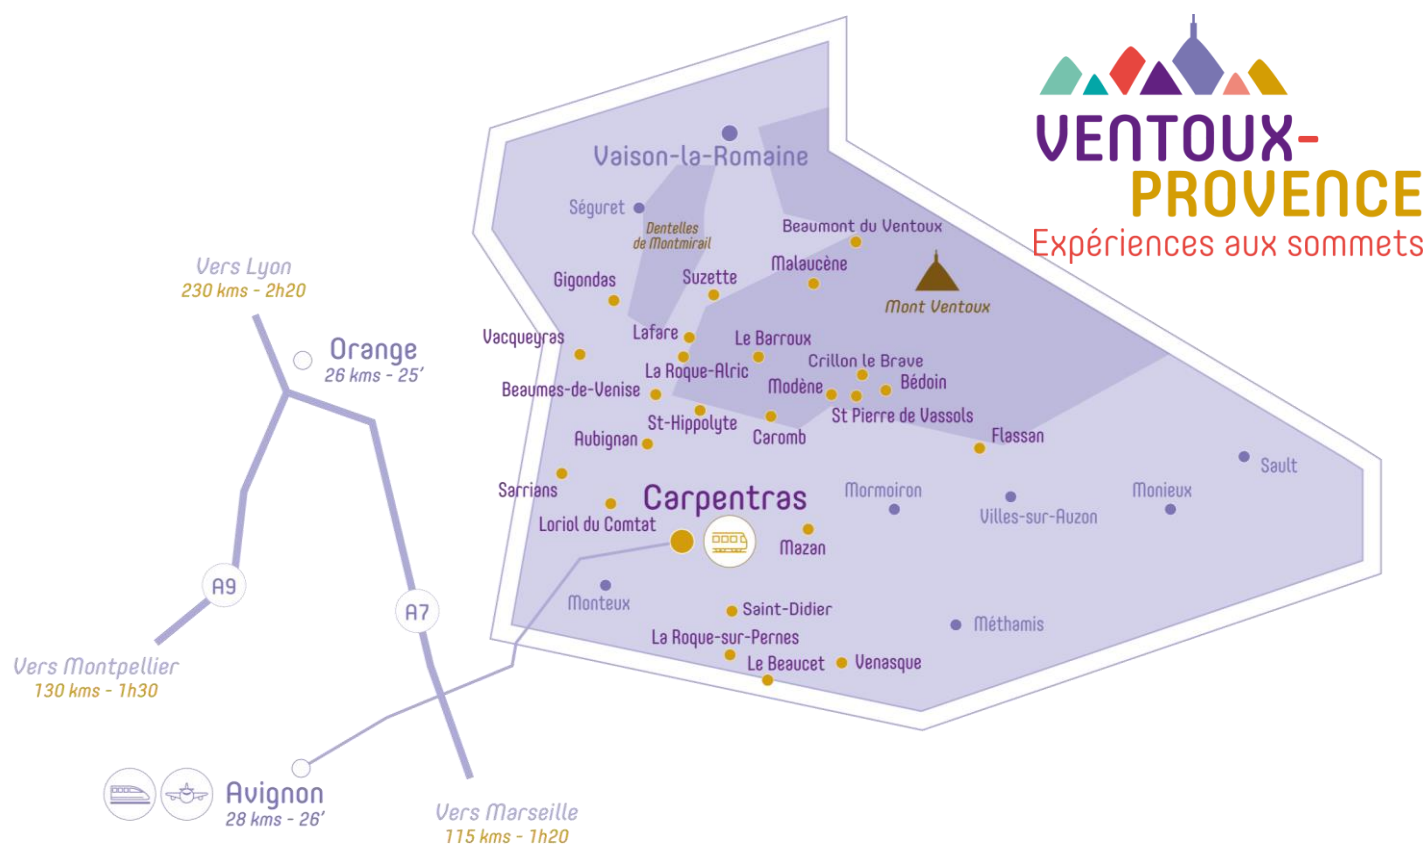 VENTOUX-
PROVENCE
Expériences aux sommets
Vaison-la-Romaine
Séguret
Dentelles
de Montmirail
Beaumont du Ventoux
Malaucène
Mont Ventoux
Gigondas
Suzette
Vers Lyon
230 kms - 2h20
Orange
26 kms - 25’
Vacqueyras
Lafare
Le Barroux
La Roque-Alric
Crillon le Brave
Beaumes-de-Venise
Modène
Bédoin
St-Hippolyte
St Pierre de Vassols
Aubignan
Caromb
Flassan
Sault
Sarrians
Carpentras
Mormoiron
Monieux
Loriol du Comtat
Villes-sur-Auzon
Mazan
A9
A7
Monteux
Saint-Didier
Méthamis
La Roque-sur-Pernes
Le Beaucet
Venasque
Vers Montpellier
130 kms - 1h30
Avignon
28 kms - 26’
Vers Marseille
115 kms - 1h20